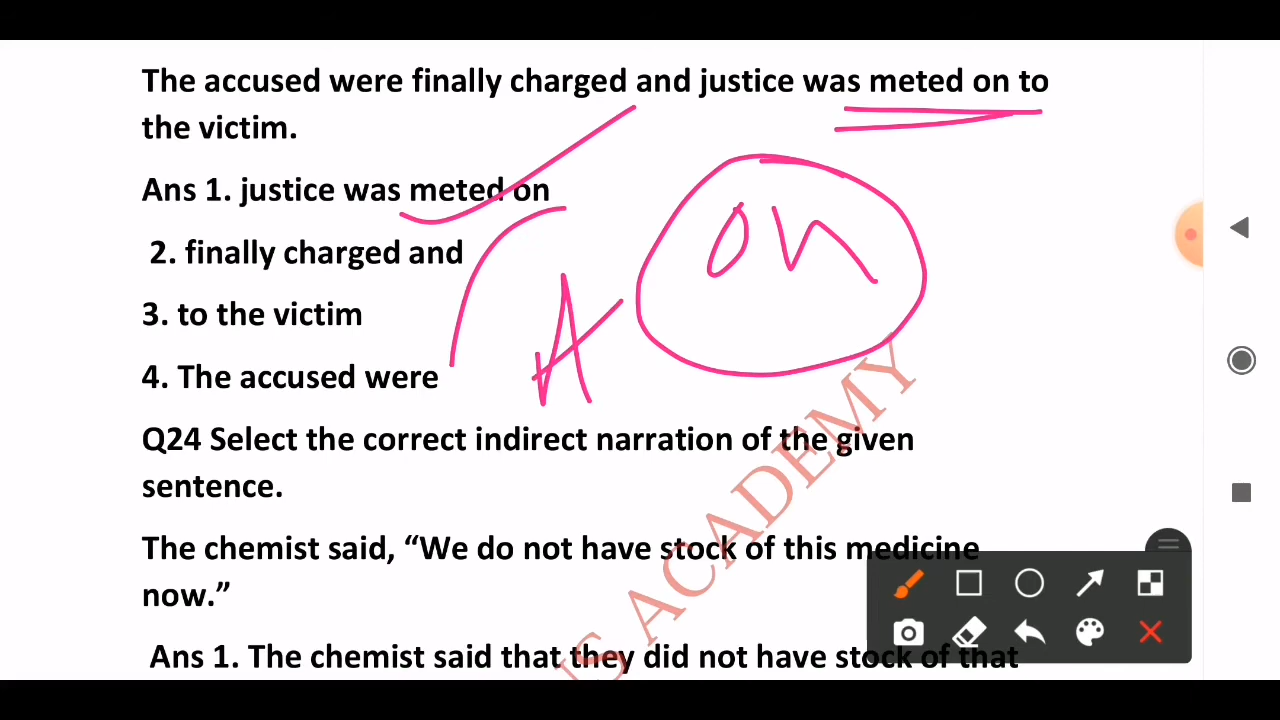 The accused were finally charged and justice was meted on to
the victim.
Ans 1. justice was meted on
on
2. finally charged and
3. to the victim
A
4. The accused were
Q24 Select the correct indirect narration of the given
sentence.
The chemist said, “We do not have stock of this medicine
now.”
Ans 1. The chemist said that they did not have stock of that
ACADEMY